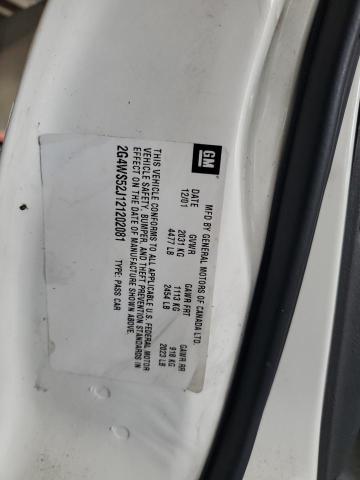 GM
MFD BY GENERAL MOTORS OF CANADA LTD.
DATE GVWR GAWR FRT GAWR RR
12/01 2031 KG 1113 KG 918 KG
4477 LB 2454 LB 2023 LB
THIS VEHICLE CONFORMS TO ALL APPLICABLE U.S. FEDERAL MOTOR
VEHICLE SAFETY, BUMPER, AND THEFT PREVENTION STANDARDS IN
EFFECT ON THE DATE OF MANUFACTURE SHOWN ABOVE.
2G4WS52J121202081 TYPE: PASS CAR